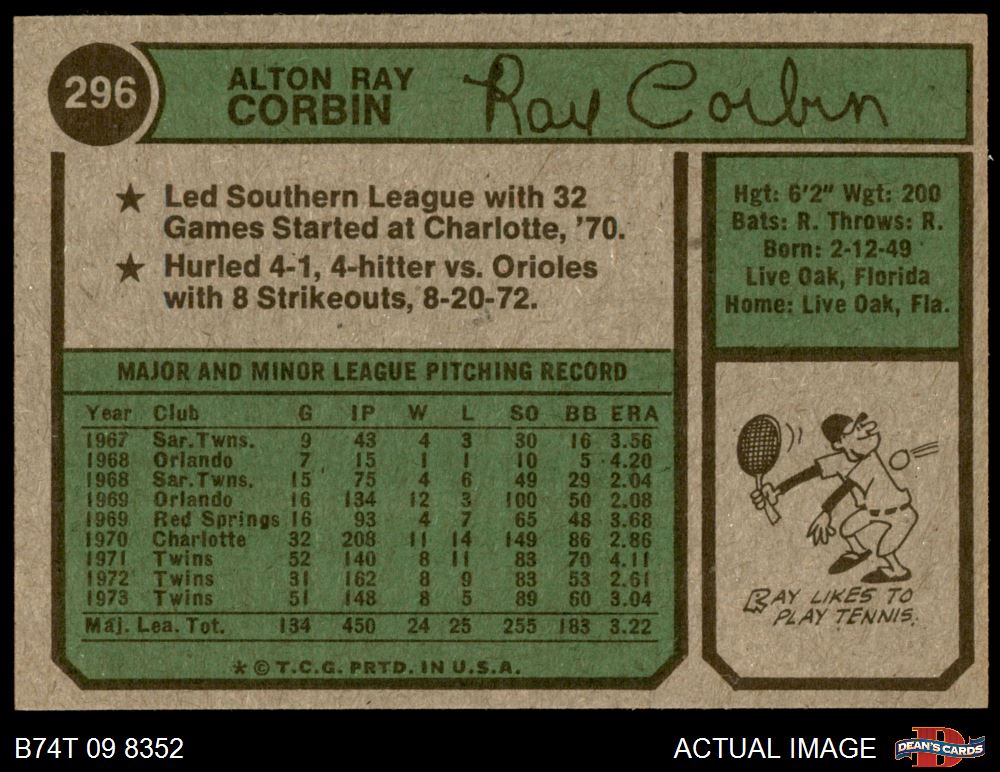 296
ALTON RAY
CORBIN
Ray Corbin
★ Led Southern League with 32
Games Started at Charlotte, '70.
★ Hurled 4-1, 4-hitter vs. Orioles
with 8 Strikeouts, 8-20-72.
Hgt: 6'2" Wgt: 200
Bats: R. Throws: R.
Born: 2-12-49
Live Oak, Florida
Home: Live Oak, Fla.
MAJOR AND MINOR LEAGUE PITCHING RECORD
Year Club G IP W L SO BB ERA
1967 Sar. Twns. 9 43 4 3 30 16 3.56
1968 Orlando 7 15 1 1 10 5 4.20
1968 Sar. Twns. 15 75 4 6 49 29 2.04
1969 Orlando 16 134 12 3 100 50 2.08
1969 Red Springs 16 93 4 7 65 48 3.68
1970 Charlotte 32 208 11 14 149 86 2.86
1971 Twins 52 140 8 11 83 70 4.11
1972 Twins 31 162 8 9 83 53 2.61
1973 Twins 51 148 8 5 89 60 3.04
Maj. Lea. Tot. 134 450 24 25 255 183 3.22
* © T.C.G. PRTD. IN U.S.A.
RAY LIKES TO
PLAY TENNIS.
B74T 09 8352
ACTUAL IMAGE
D
DEAN'S CARDS